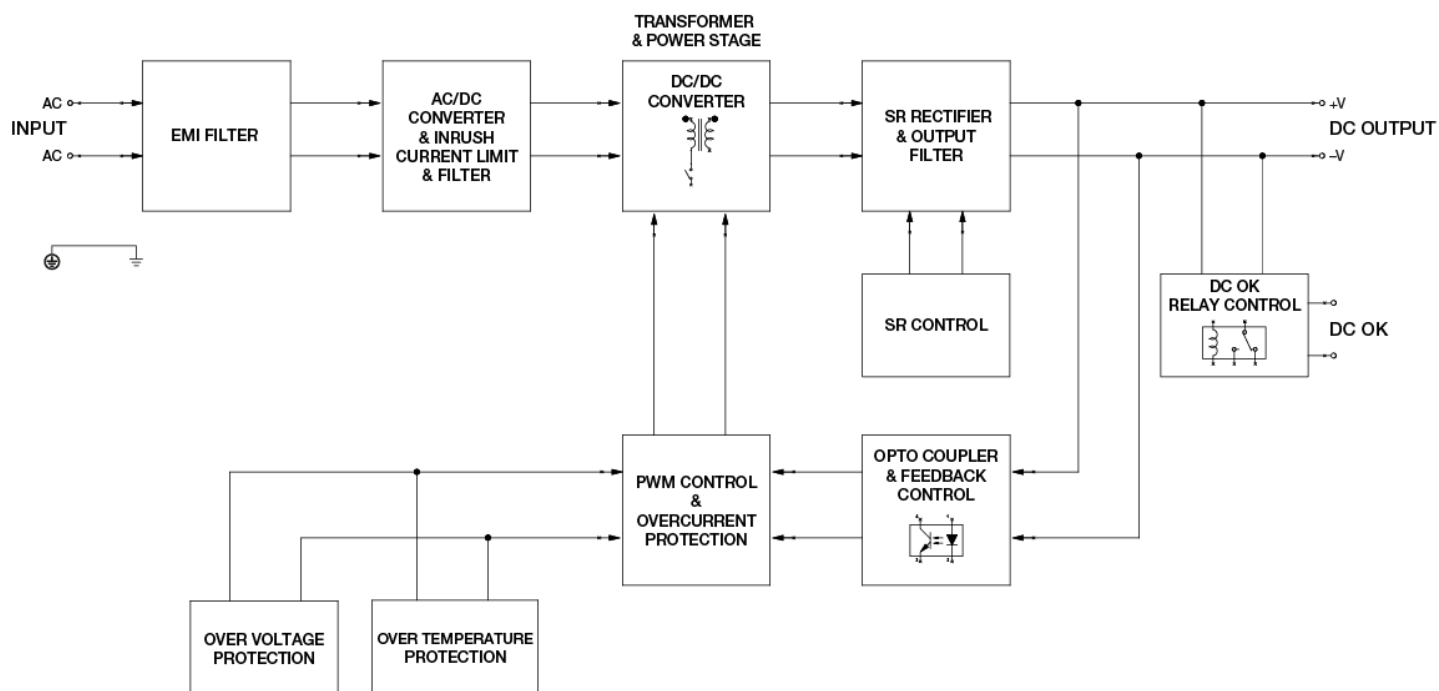 TRANSFORMER
& POWER STAGE
INPUT
AC
AC
EMI FILTER
AC/DC
CONVERTER
& INRUSH
CURRENT LIMIT
& FILTER
DC/DC
CONVERTER
SR RECTIFIER
& OUTPUT
FILTER
+V
DC OUTPUT
–V
SR CONTROL
DC OK
RELAY CONTROL
DC OK
PWM CONTROL
&
OVERCURRENT
PROTECTION
OPTO COUPLER
& FEEDBACK
CONTROL
OVER VOLTAGE
PROTECTION
OVER TEMPERATURE
PROTECTION